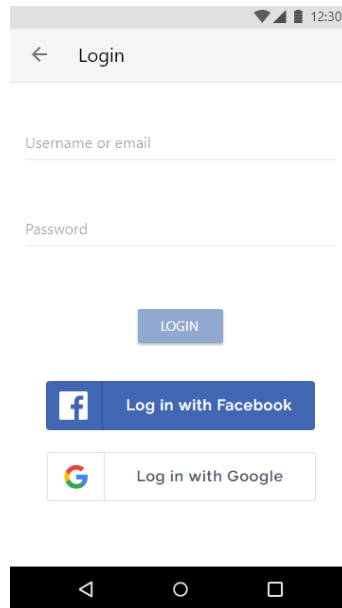 12:30
Login
Username or email
Password
LOGIN
Log in with Facebook
Log in with Google